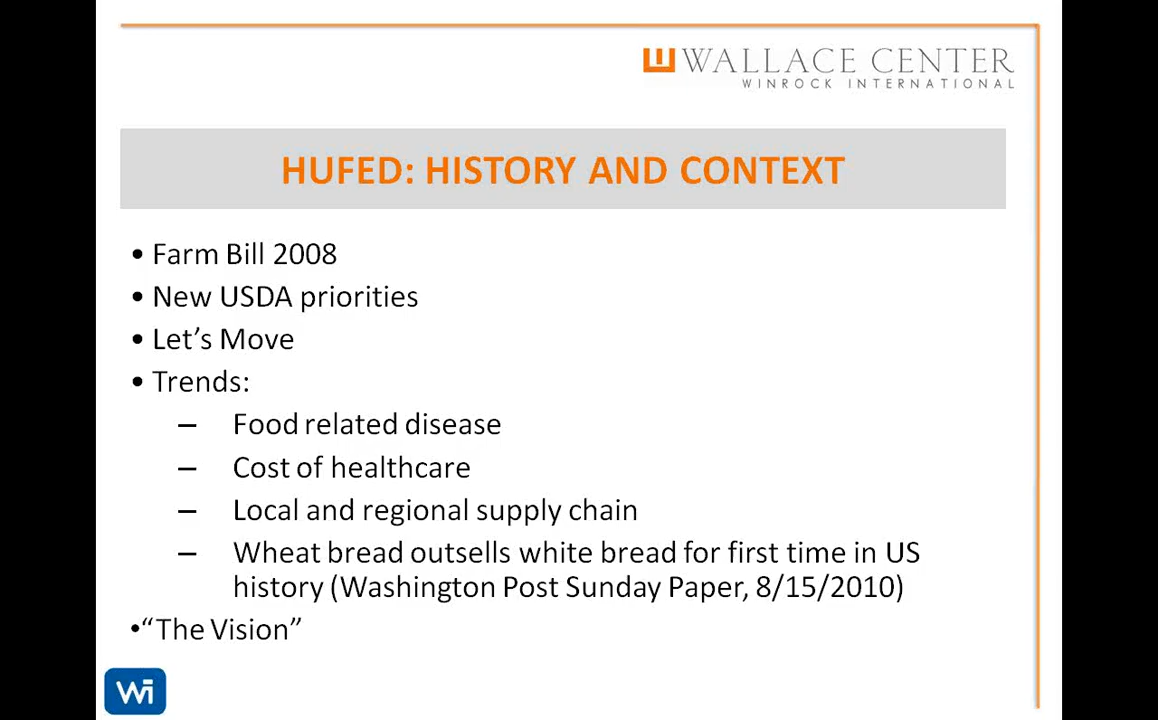 WALLACE CENTER
WINROCK INTERNATIONAL
HUFED: HISTORY AND CONTEXT
• Farm Bill 2008
• New USDA priorities
• Let’s Move
• Trends:
– Food related disease
– Cost of healthcare
– Local and regional supply chain
– Wheat bread outsells white bread for first time in US
history (Washington Post Sunday Paper, 8/15/2010)
•“The Vision”
Wi